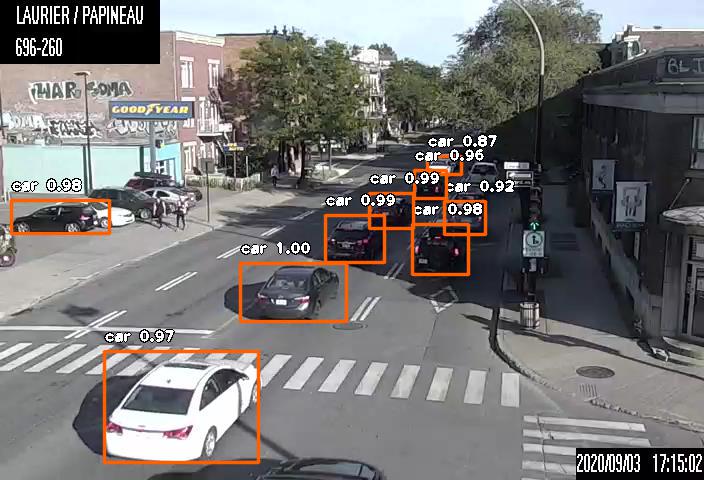 LAURIER / PAPINEAU
696-260
HAR SOMA
GOODYEAR
car 0.87
car 0.96
car 0.98
car 0.99
car 0.92
car 0.99
car 0.98
car 1.00
car 0.97
2020/09/03 17:15:02